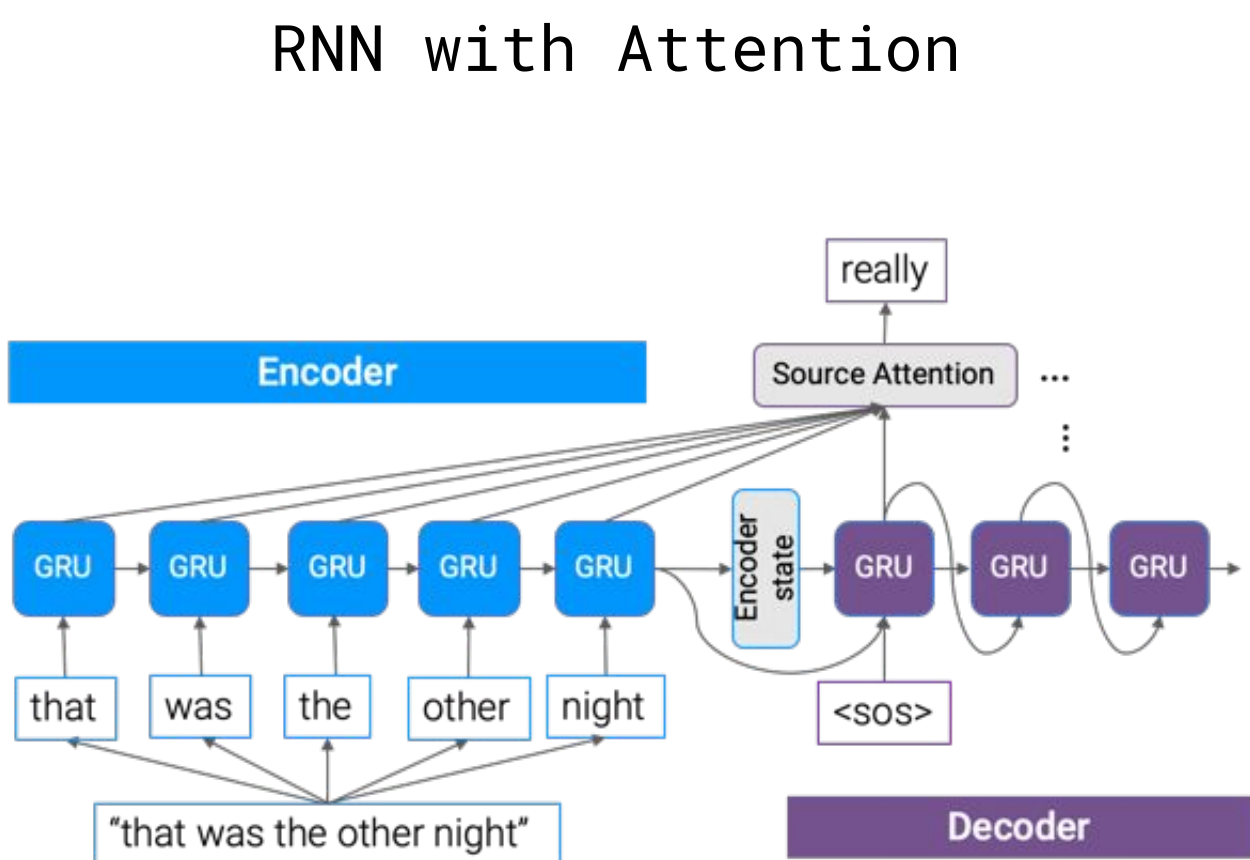 RNN with Attention
really
Encoder
Source Attention
...
GRU
GRU
GRU
GRU
GRU
Encoder
state
GRU
GRU
GRU
that
was
the
other
night
<sos>
“that was the other night”
Decoder